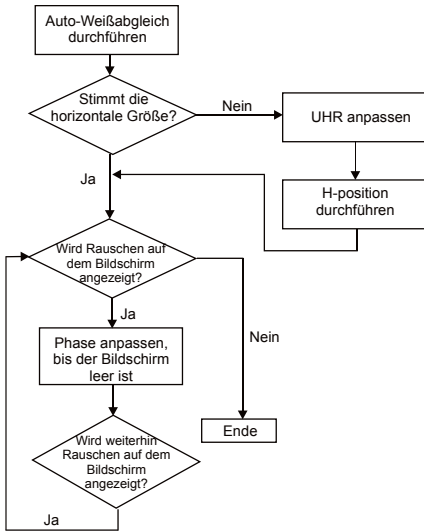 Auto-Weißabgleich
durchführen
Stimmt die
horizontale Größe?
Nein
UHR anpassen
H-position
durchführen
Ja
Wird Rauschen auf
dem Bildschirm
angezeigt?
Ja
Nein
Phase anpassen,
bis der Bildschirm
leer ist
Ende
Wird weiterhin
Rauschen auf dem
Bildschirm
angezeigt?
Ja